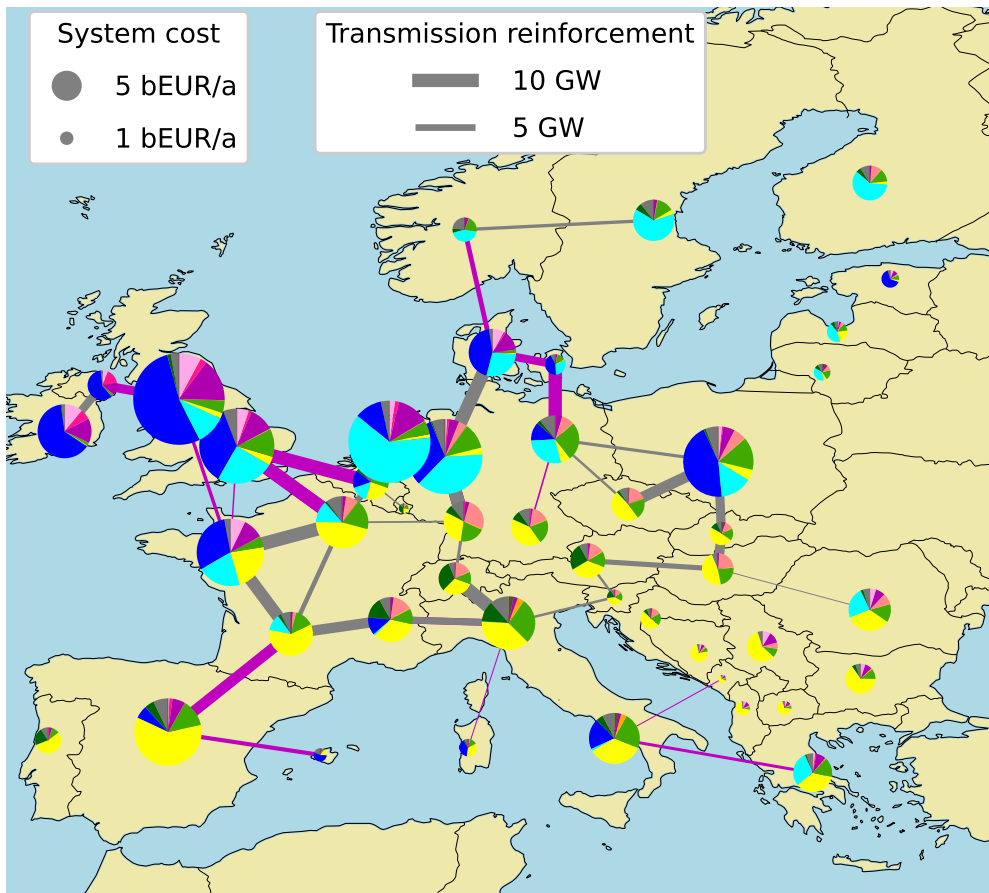 System cost
5 bEUR/a
1 bEUR/a
Transmission reinforcement
10 GW
5 GW